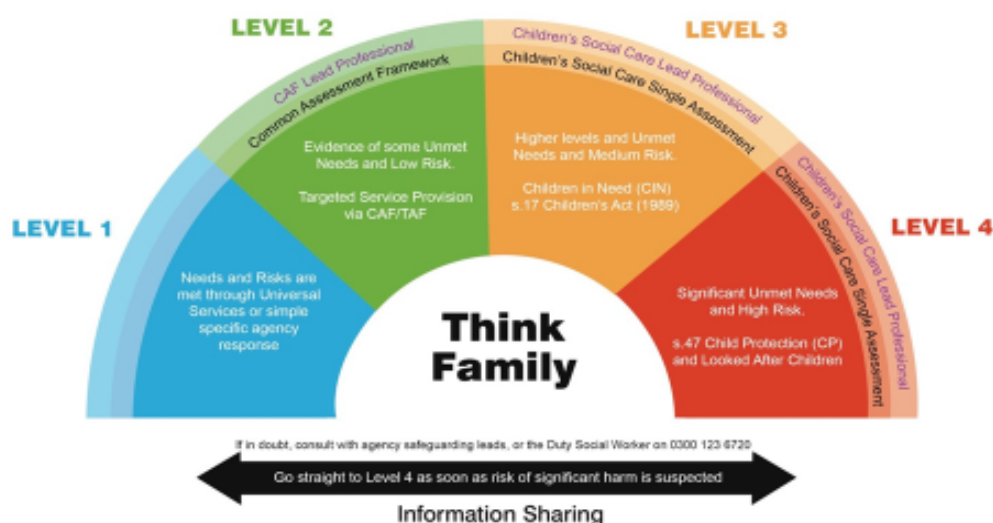 LEVEL 1
Needs and Risks are
met through Universal
Services or simple
specific agency
response
LEVEL 2
CAF Lead Professional
Common Assessment Framework
Evidence of some Unmet
Needs and Low Risk.
Targeted Service Provision
via CAF/TAF
LEVEL 3
Children's Social Care Lead Professional
Children's Social Care Single Assessment
Higher levels and Unmet
Needs and Medium Risk.
Children in Need (CIN)
s.17 Children's Act (1989)
LEVEL 4
Children's Social Care Lead Professional
Children's Social Care Single Assessment
Significant Unmet Needs
and High Risk.
s.47 Child Protection (CP)
and Looked After Children
Think
Family
If in doubt, consult with agency safeguarding leads, or the Duty Social Worker on 0300 123 6720
Go straight to Level 4 as soon as risk of significant harm is suspected
Information Sharing